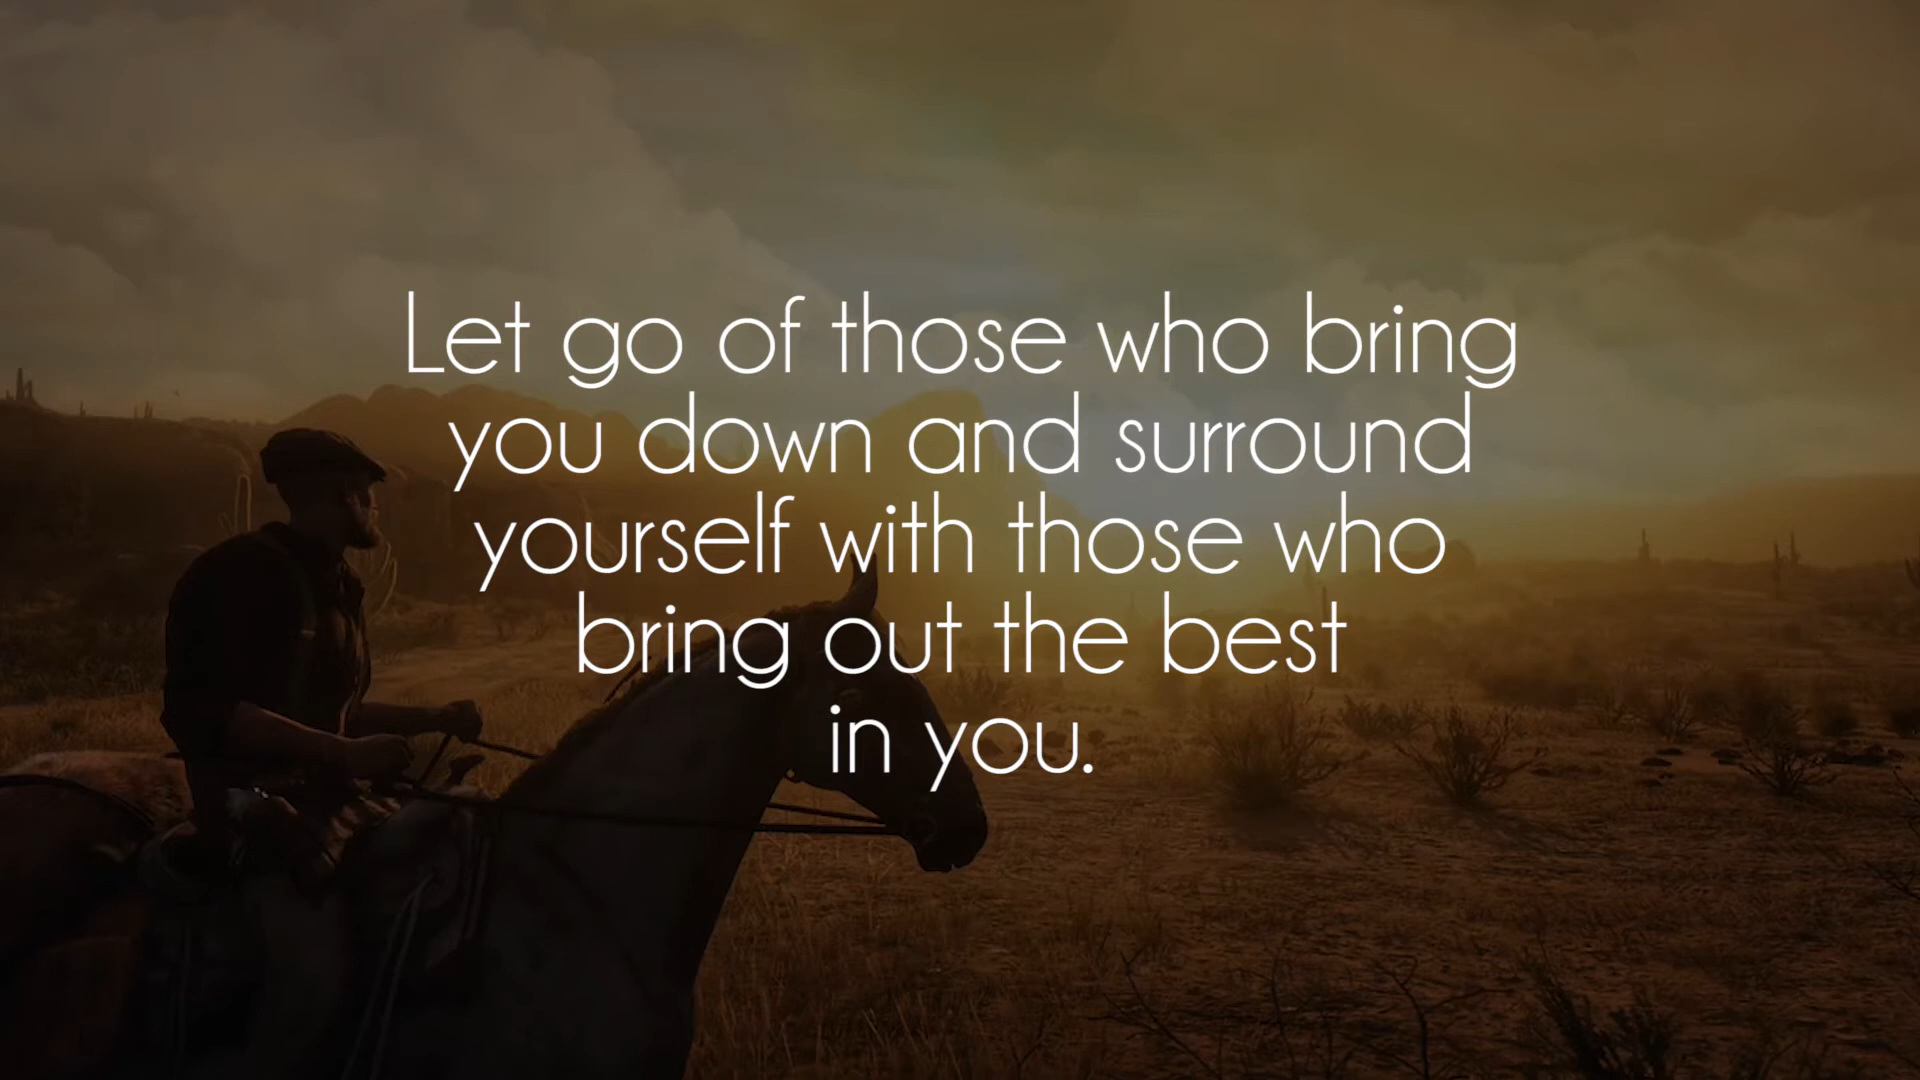 Let go of those who bring
you down and surround
yourself with those who
bring out the best
in you.